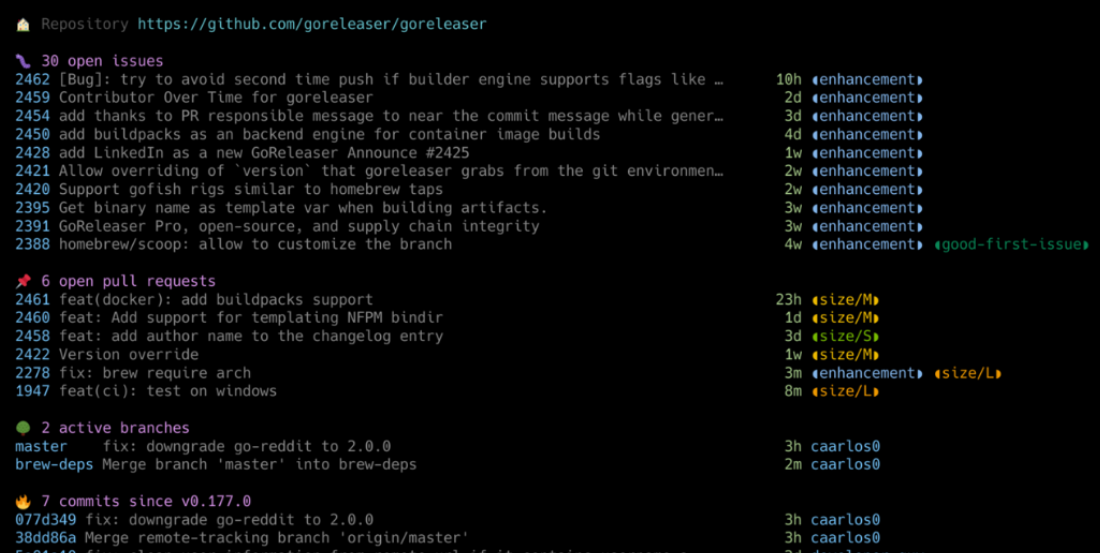 Repository https://github.com/goreleaser/goreleaser
30 open issues
2462 [Bug]: try to avoid second time push if builder engine supports flags like … 10h enhancement
2459 Contributor Over Time for goreleaser 2d enhancement
2454 add thanks to PR responsible message to near the commit message while gener… 3d enhancement
2450 add buildpacks as an backend engine for container image builds 4d enhancement
2428 add LinkedIn as a new GoReleaser Announce #2425 1w enhancement
2421 Allow overriding of `version` that goreleaser grabs from the git environmen… 2w enhancement
2420 Support gofish rigs similar to homebrew taps 2w enhancement
2395 Get binary name as template var when building artifacts. 3w enhancement
2391 GoReleaser Pro, open-source, and supply chain integrity 3w enhancement
2388 homebrew/scoop: allow to customize the branch 4w enhancement good-first-issue
6 open pull requests
2461 feat(docker): add buildpacks support 23h size/M
2460 feat: Add support for templating NFPM bindir 1d size/M
2458 feat: add author name to the changelog entry 3d size/S
2422 Version override 1w size/M
2278 fix: brew require arch 3m enhancement size/L
1947 feat(ci): test on windows 8m size/L
2 active branches
master fix: downgrade go-reddit to 2.0.0 3h caarlos0
brew-deps Merge branch 'master' into brew-deps 2m caarlos0
7 commits since v0.177.0
077d349 fix: downgrade go-reddit to 2.0.0 3h caarlos0
38dd86a Merge remote-tracking branch 'origin/master' 3h caarlos0